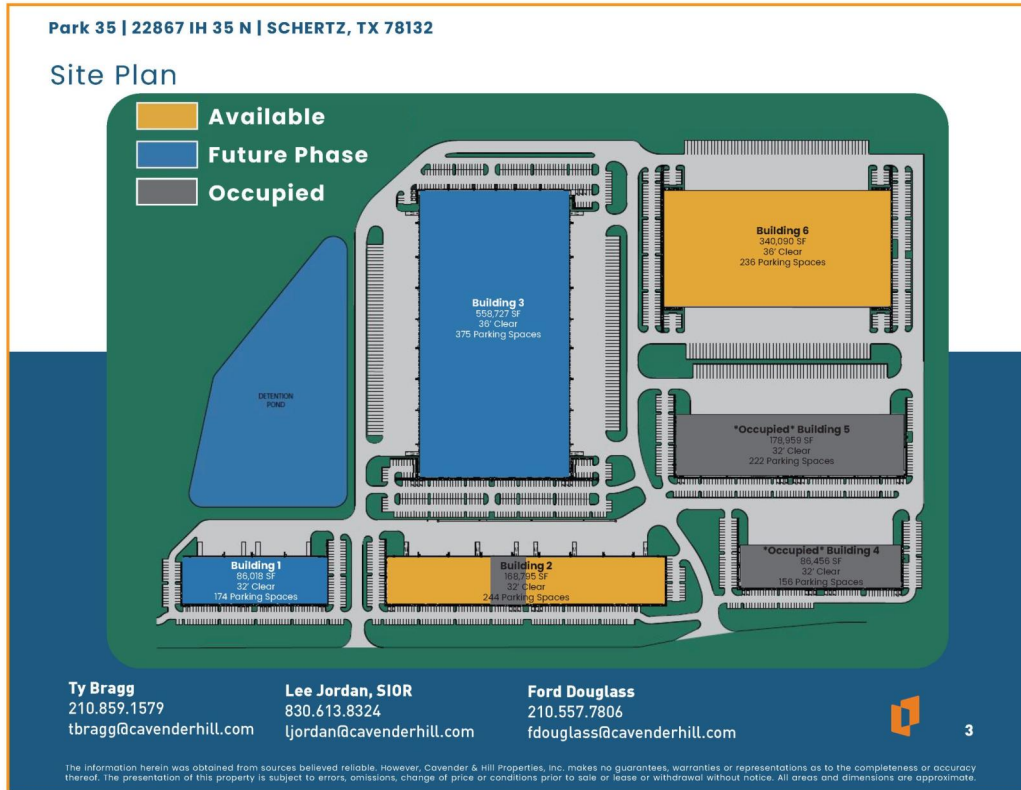 Park 35 | 22867 IH 35 N | SCHERTZ, TX 78132
Site Plan
Available
Future Phase
Occupied
Building 6
340,090 SF
36' Clear
236 Parking Spaces
Building 3
558,727 SF
36' Clear
375 Parking Spaces
DETENTION
POND
*Occupied* Building 5
178,959 SF
32' Clear
222 Parking Spaces
Building 1
86,018 SF
32' Clear
174 Parking Spaces
Building 2
168,795 SF
32' Clear
244 Parking Spaces
*Occupied* Building 4
86,456 SF
32' Clear
156 Parking Spaces
Ty Bragg
210.859.1579
tbragg@cavenderhill.com
Lee Jordan, SIOR
830.613.8324
ljordan@cavenderhill.com
Ford Douglass
210.557.7806
fdouglass@cavenderhill.com
3
The information herein was obtained from sources believed reliable. However, Cavender & Hill Properties, Inc. makes no guarantees, warranties or representations as to the completeness or accuracy
thereof. The presentation of this property is subject to errors, omissions, change of price or conditions prior to sale or lease or withdrawal without notice. All areas and dimensions are approximate.